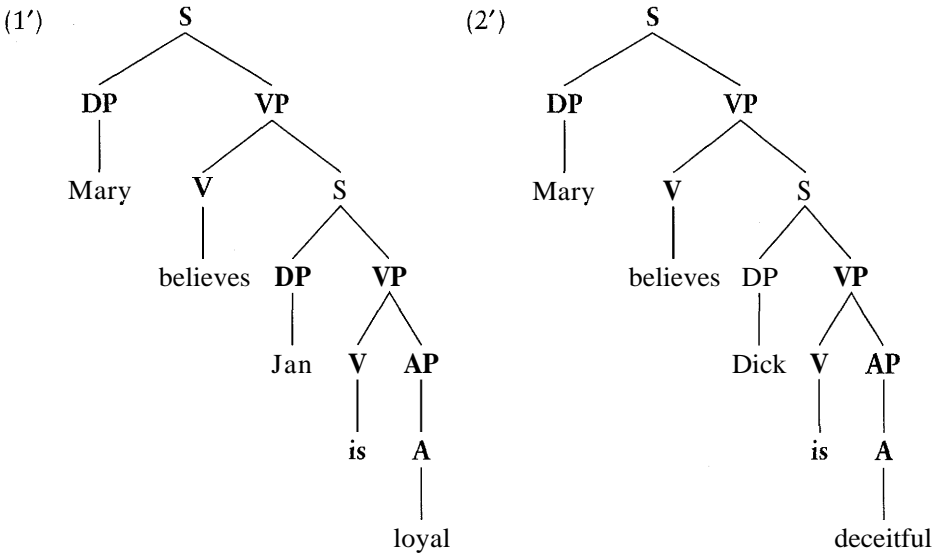 (1′) S (2′) S
DP VP DP VP
Mary V S Mary V S
believes DP VP believes DP VP
Jan V AP Dick V AP
is A is A
loyal deceitful